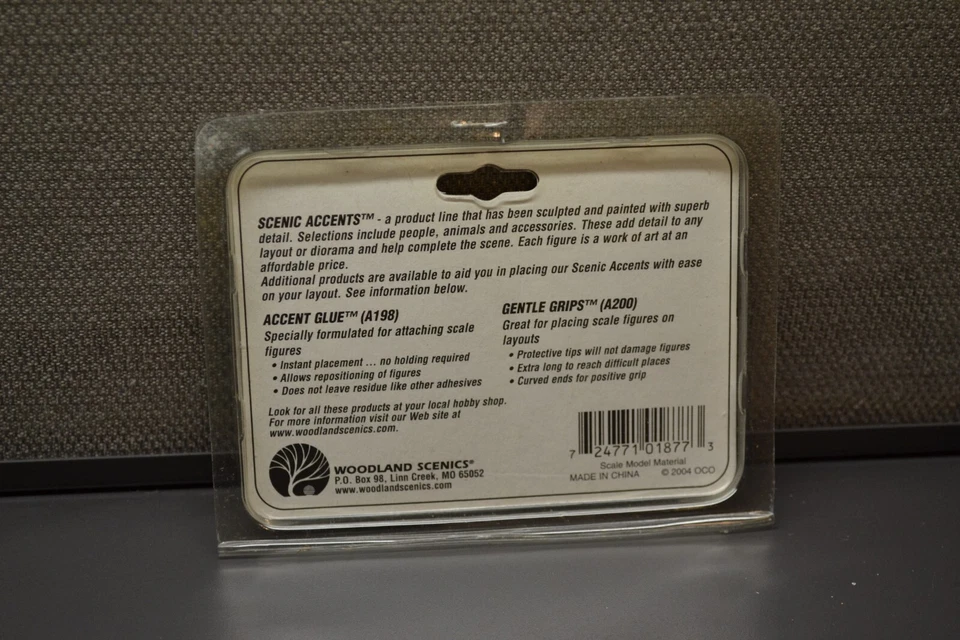 SCENIC ACCENTS™ - a product line that has been sculpted and painted with superb
detail. Selections include people, animals and accessories. These add detail to any
layout or diorama and help complete the scene. Each figure is a work of art at an
affordable price.
Additional products are available to aid you in placing our Scenic Accents with ease
on your layout. See information below.
ACCENT GLUE™ (A198)
Specially formulated for attaching scale
figures
• Instant placement ... no holding required
• Allows repositioning of figures
• Does not leave residue like other adhesives
GENTLE GRIPS™ (A200)
Great for placing scale figures on
layouts
• Protective tips will not damage figures
• Extra long to reach difficult places
• Curved ends for positive grip
Look for all these products at your local hobby shop.
For more information visit our Web site at
www.woodlandscenics.com.
WOODLAND SCENICS®
P.O. Box 98, Linn Creek, MO 65052
www.woodlandscenics.com
7 24771 01877 3
Scale Model Material
MADE IN CHINA © 2004 OCO